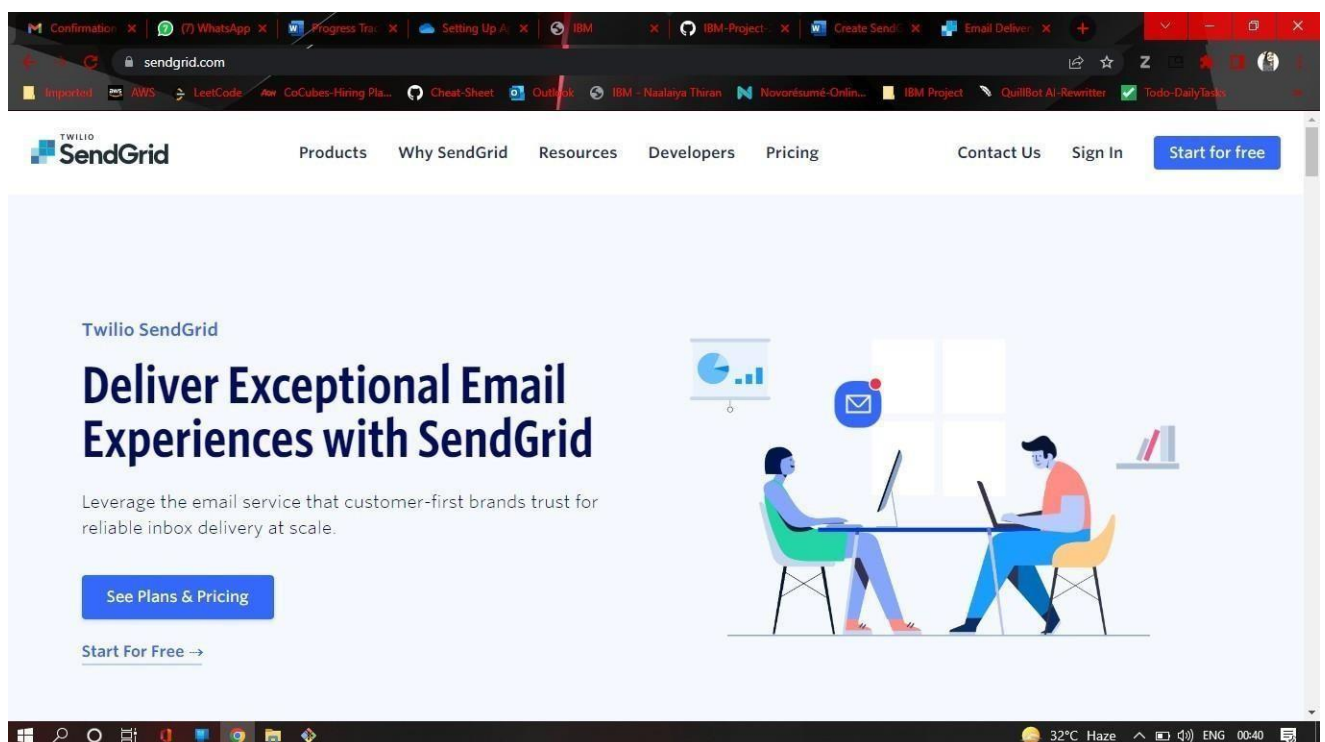 Confirmation
(7) WhatsApp
Progress Trac
Setting Up A
IBM
IBM-Project-
Create SendG
Email Deliver
sendgrid.com
Imported
AWS
LeetCode
CoCubes-Hiring Pla...
Cheat-Sheet
Outlook
IBM - Naalaiya Thiran
Novorésumé-Onlin...
IBM Project
QuillBot AI-Rewritter
Todo-DailyTasks
TWILIO
SendGrid
Products
Why SendGrid
Resources
Developers
Pricing
Contact Us
Sign In
Start for free
Twilio SendGrid
Deliver Exceptional Email
Experiences with SendGrid
Leverage the email service that customer-first brands trust for
reliable inbox delivery at scale.
See Plans & Pricing
Start For Free →
32°C Haze
ENG
00:40